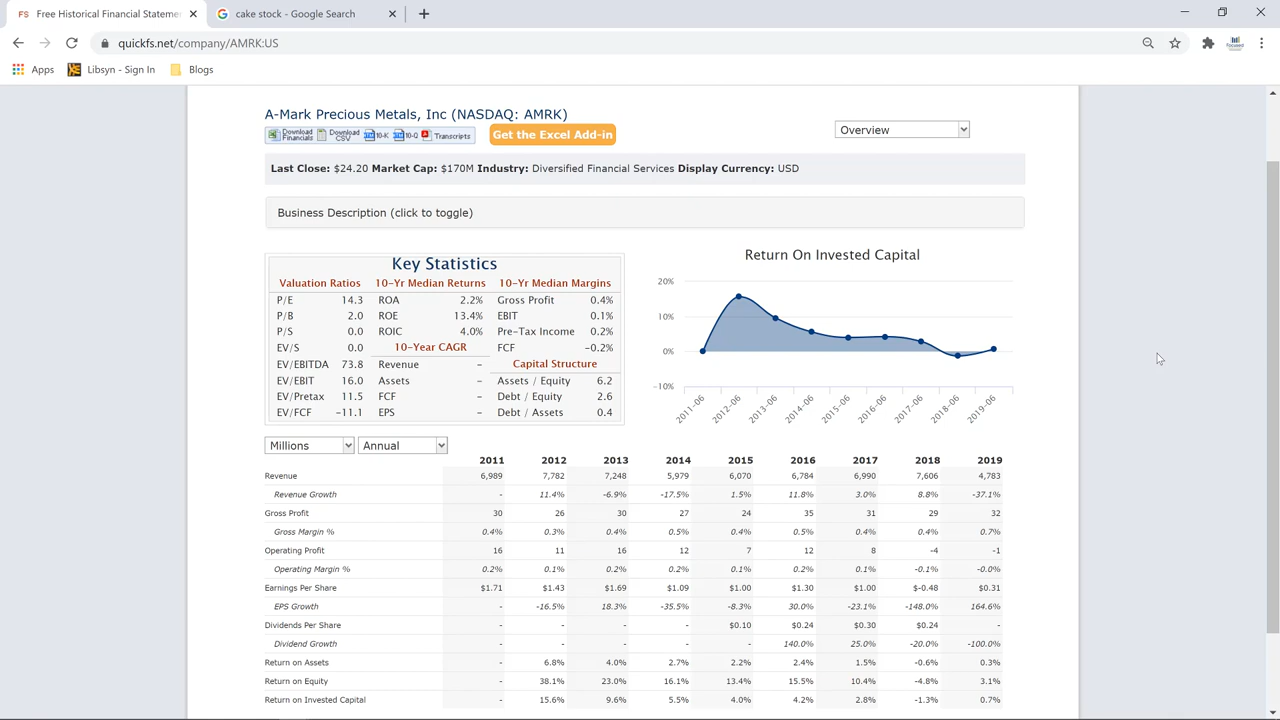 FS Free Historical Financial Stateme
cake stock - Google Search
quickfs.net/company/AMRK:US
Apps
Libsyn - Sign In
Blogs
A-Mark Precious Metals, Inc (NASDAQ: AMRK)
Download Financials Download CSV 10-K 10-Q Transcripts
Get the Excel Add-in
Overview
Last Close: $24.20 Market Cap: $170M Industry: Diversified Financial Services Display Currency: USD
Business Description (click to toggle)
Key Statistics
Valuation Ratios 10-Yr Median Returns 10-Yr Median Margins
P/E 14.3 ROA 2.2% Gross Profit 0.4%
P/B 2.0 ROE 13.4% EBIT 0.1%
P/S 0.0 ROIC 4.0% Pre-Tax Income 0.2%
EV/S 0.0 10-Year CAGR FCF -0.2%
EV/EBITDA 73.8 Revenue - Capital Structure
EV/EBIT 16.0 Assets - Assets / Equity 6.2
EV/Pretax 11.5 FCF - Debt / Equity 2.6
EV/FCF -11.1 EPS - Debt / Assets 0.4
Return On Invested Capital
20%
10%
0%
-10%
2011-06 2012-06 2013-06 2014-06 2015-06 2016-06 2017-06 2018-06 2019-06
Millions Annual
2011 2012 2013 2014 2015 2016 2017 2018 2019
Revenue 6,989 7,782 7,248 5,979 6,070 6,784 6,990 7,606 4,783
Revenue Growth - 11.4% -6.9% -17.5% 1.5% 11.8% 3.0% 8.8% -37.1%
Gross Profit 30 26 30 27 24 35 31 29 32
Gross Margin % 0.4% 0.3% 0.4% 0.5% 0.4% 0.5% 0.4% 0.4% 0.7%
Operating Profit 16 11 16 12 7 12 8 -4 -1
Operating Margin % 0.2% 0.1% 0.2% 0.2% 0.1% 0.2% 0.1% -0.1% -0.0%
Earnings Per Share $1.71 $1.43 $1.69 $1.09 $1.00 $1.30 $1.00 $-0.48 $0.31
EPS Growth - -16.5% 18.3% -35.5% -8.3% 30.0% -23.1% -148.0% 164.6%
Dividends Per Share - - - - $0.10 $0.24 $0.30 $0.24 -
Dividend Growth - - - - - 140.0% 25.0% -20.0% -100.0%
Return on Assets - 6.8% 4.0% 2.7% 2.2% 2.4% 1.5% -0.6% 0.3%
Return on Equity - 38.1% 23.0% 16.1% 13.4% 15.5% 10.4% -4.8% 3.1%
Return on Invested Capital - 15.6% 9.6% 5.5% 4.0% 4.2% 2.8% -1.3% 0.7%